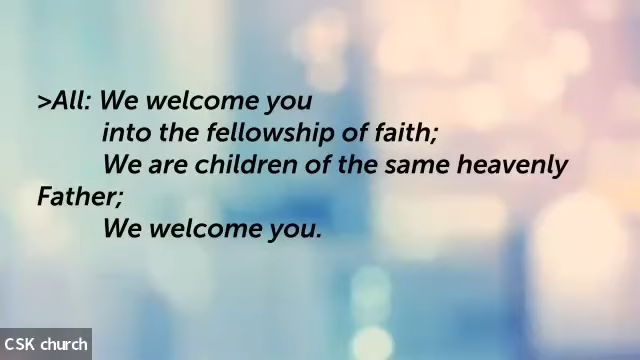 >All: We welcome you
into the fellowship of faith;
We are children of the same heavenly
Father;
We welcome you.
CSK church